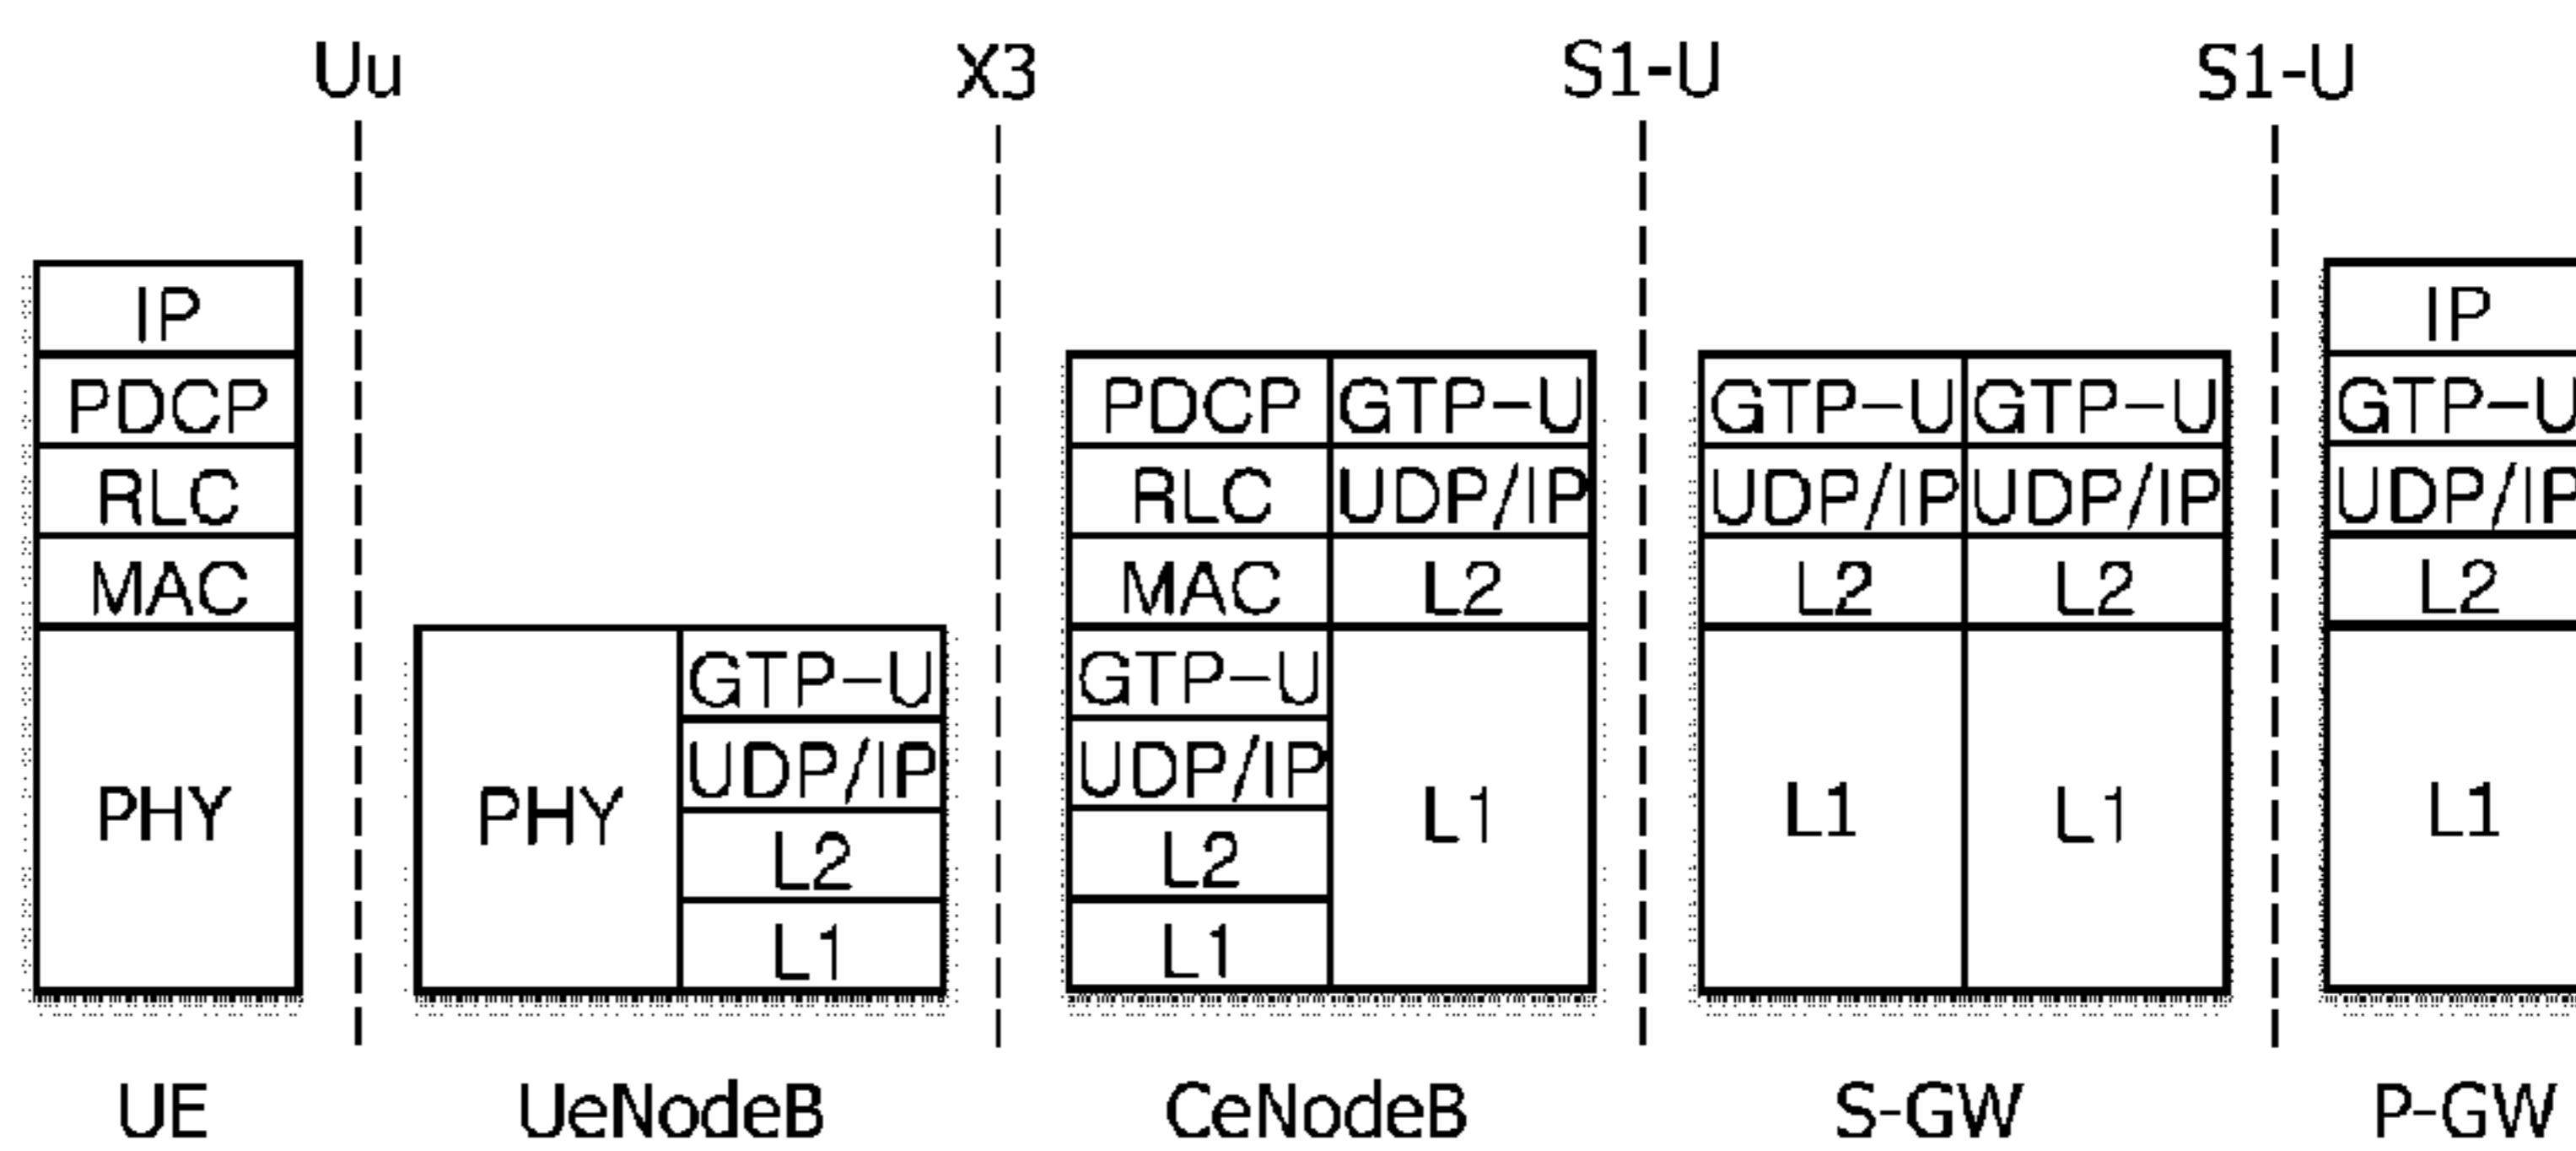 Uu X3 S1-U S1-U
IP IP
PDCP PDCP GTP-U GTP-U GTP-U GTP-U
RLC RLC UDP/IP UDP/IP UDP/IP UDP/IP
MAC MAC L2 L2 L2 L2
GTP-U GTP-U
UDP/IP UDP/IP
PHY PHY L1 L1 L1 L1
L2 L2
L1 L1
UE UeNodeB CeNodeB S-GW P-GW